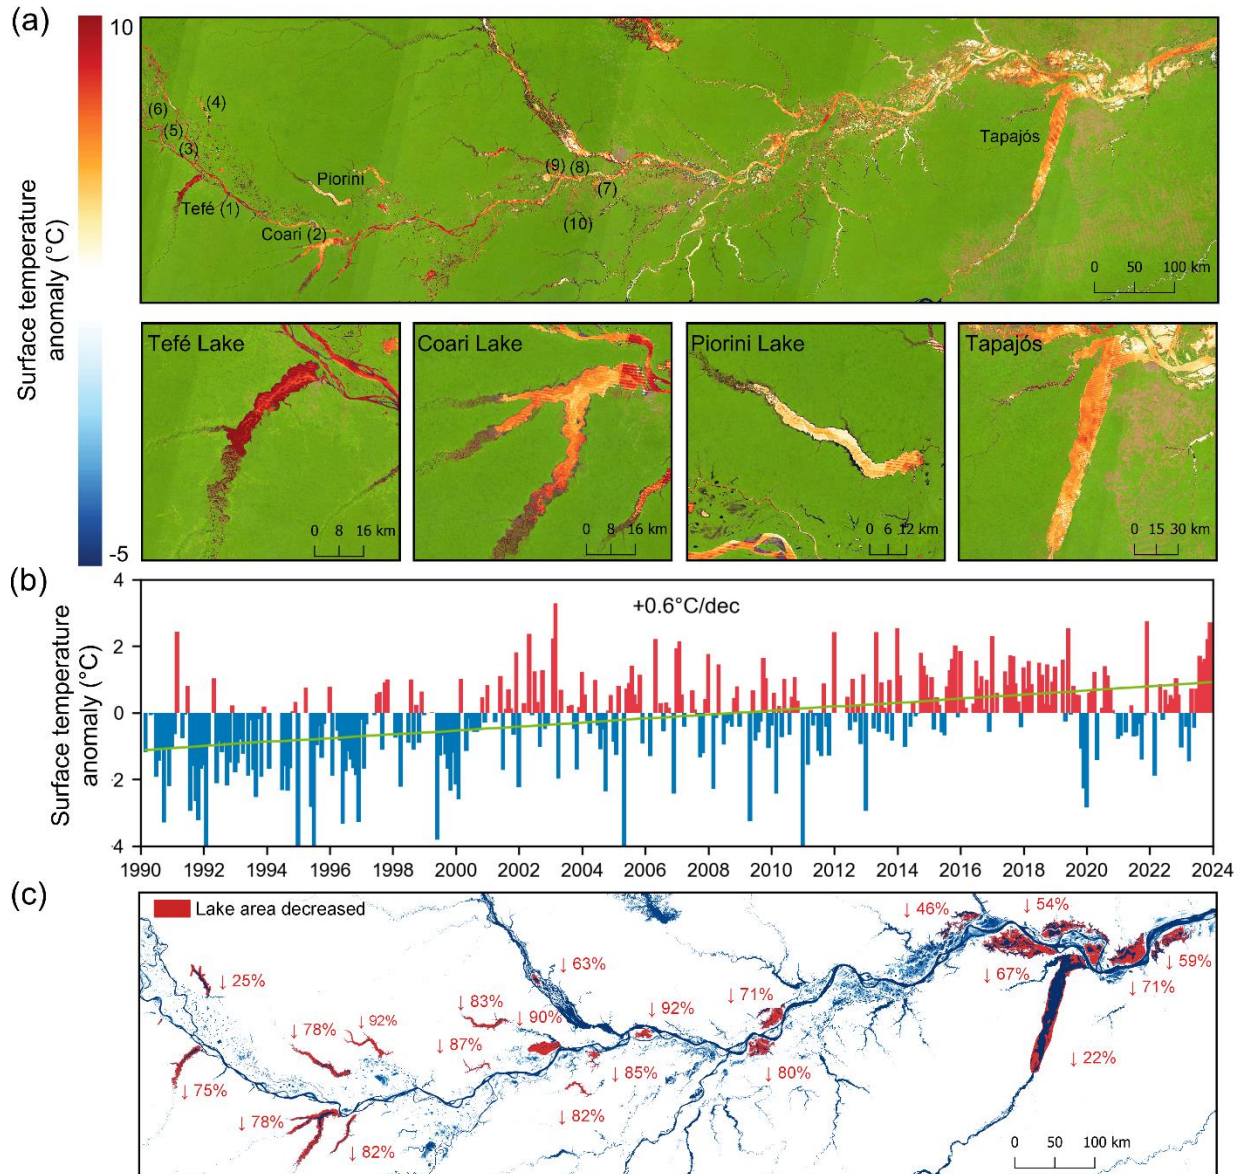 (a)
10
Surface temperature
anomaly (°C)
-5
(6)
(4)
(5)
(3)
Tefé (1)
Piorini
Coari (2)
(9)
(8)
(7)
(10)
Tapajós
0 50 100 km
Tefé Lake
0 8 16 km
Coari Lake
0 8 16 km
Piorini Lake
0 6 12 km
Tapajós
0 15 30 km
(b)
Surface temperature
anomaly (°C)
4
2
0
-2
-4
+0.6°C/dec
1990 1992 1994 1996 1998 2000 2002 2004 2006 2008 2010 2012 2014 2016 2018 2020 2022 2024
(c)
Lake area decreased
↓ 46%
↓ 54%
↓ 63%
↓ 67%
↓ 59%
↓ 25%
↓ 71%
↓ 83%
↓ 71%
↓ 90%
↓ 92%
↓ 78%
↓ 92%
↓ 87%
↓ 85%
↓ 80%
↓ 22%
↓ 75%
↓ 82%
↓ 78%
↓ 82%
0 50 100 km